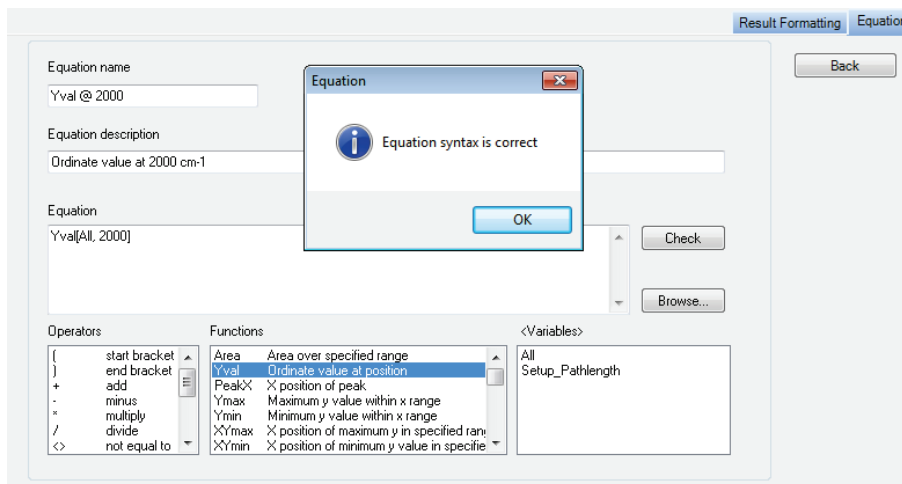 Result Formatting Equation
Back
Equation name
Yval @ 2000
Equation description
Ordinate value at 2000 cm-1
Equation
Equation syntax is correct
OK
Equation
Yval[All, 2000]
Check
Browse...
Operators
( start bracket
) end bracket
+ add
- minus
* multiply
/ divide
<> not equal to
Functions
Area Area over specified range
Yval Ordinate value at position
PeakX X position of peak
Ymax Maximum y value within x range
Ymin Minimum y value within x range
XYmax X position of maximum y in specified rang
XYmin X position of minimum y value in specifie
<Variables>
All
Setup_Pathlength